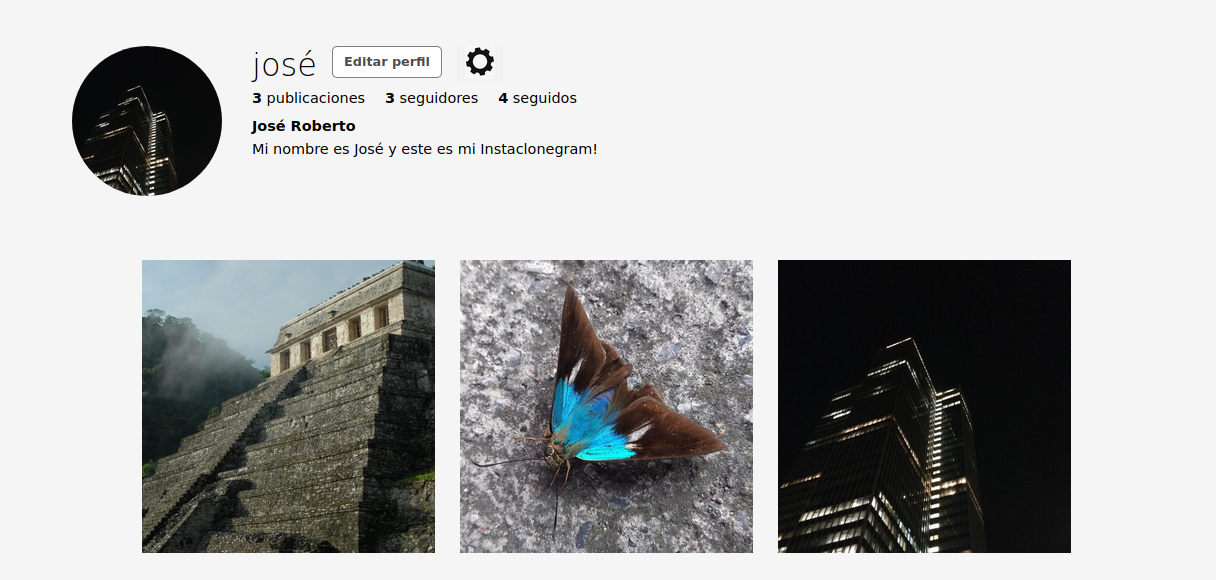 josé Editar perfil
3 publicaciones 3 seguidores 4 seguidos
José Roberto
Mi nombre es José y este es mi Instaclonegram!